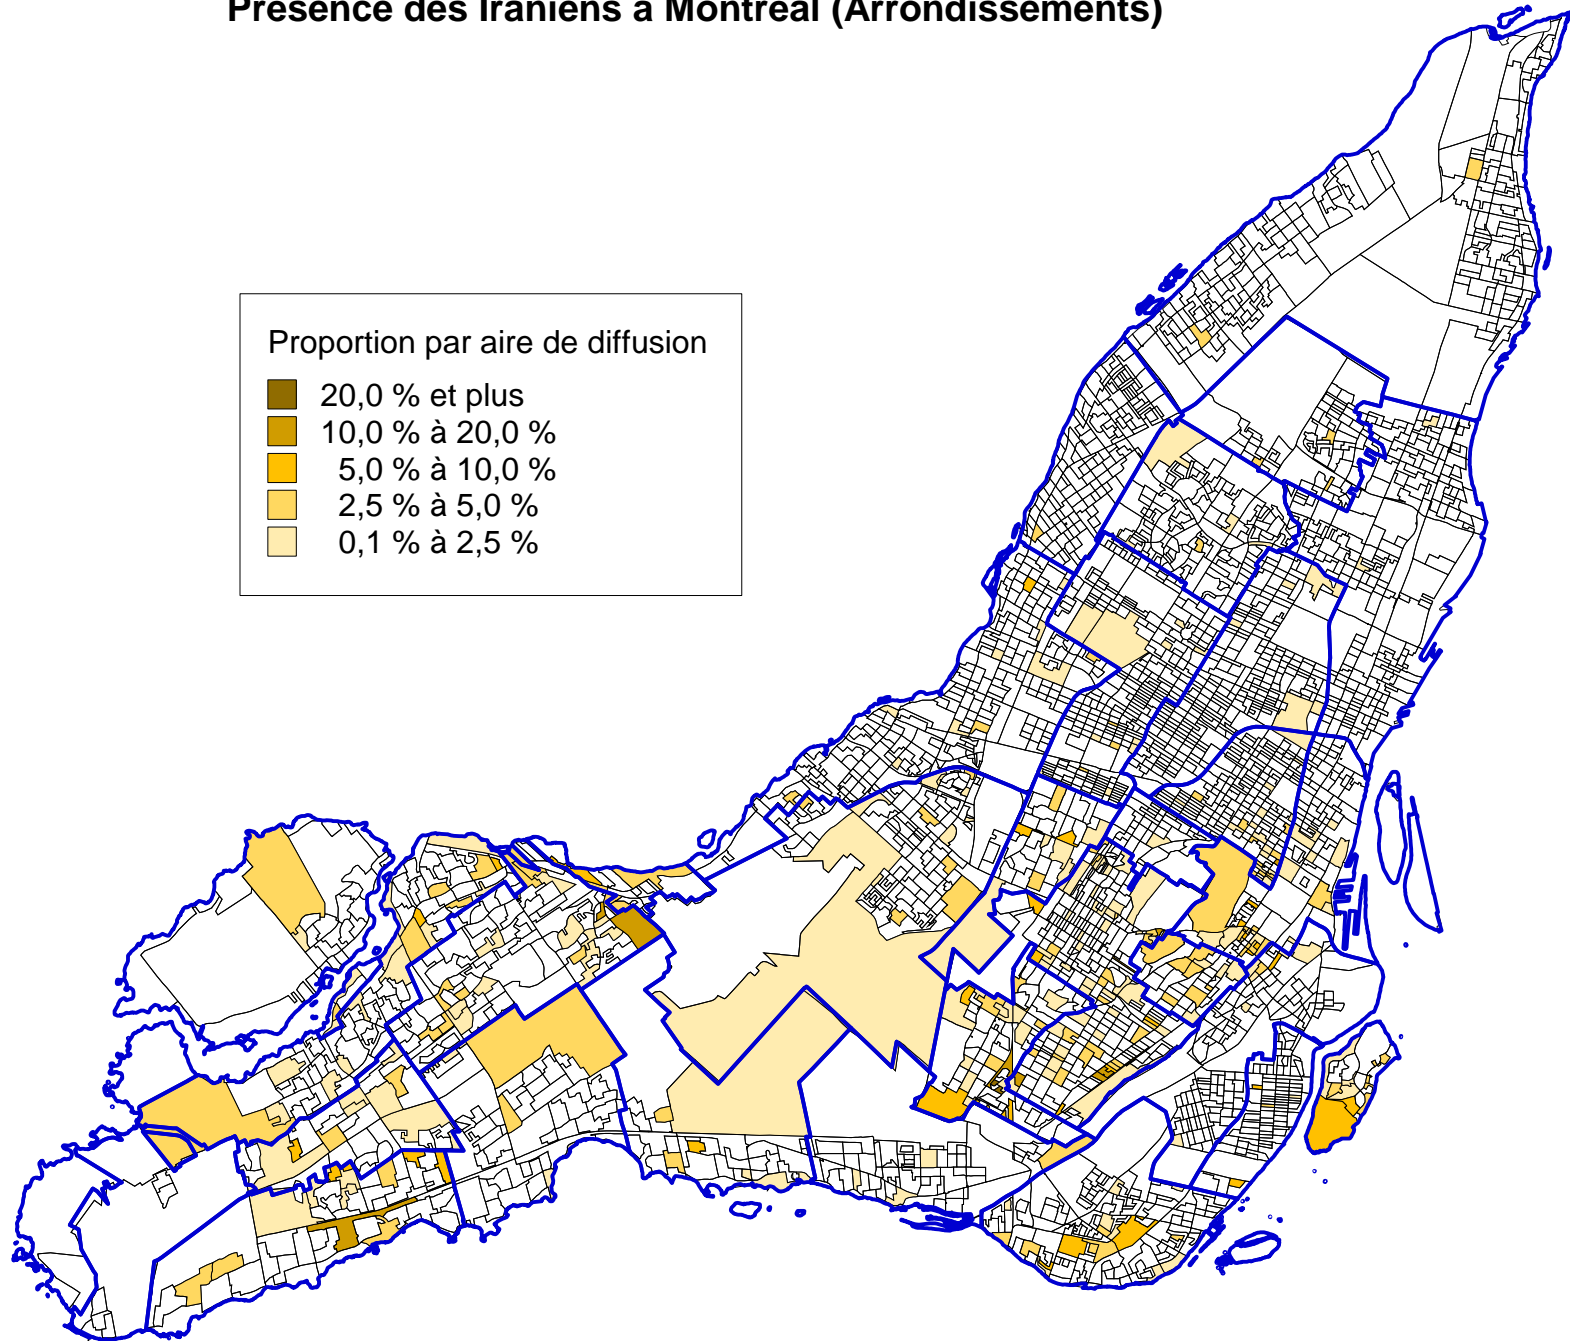 Présence des Iraniens à Montréal (Arrondissements)
Proportion par aire de diffusion
20,0 % et plus
10,0 % à 20,0 %
5,0 % à 10,0 %
2,5 % à 5,0 %
0,1 % à 2,5 %